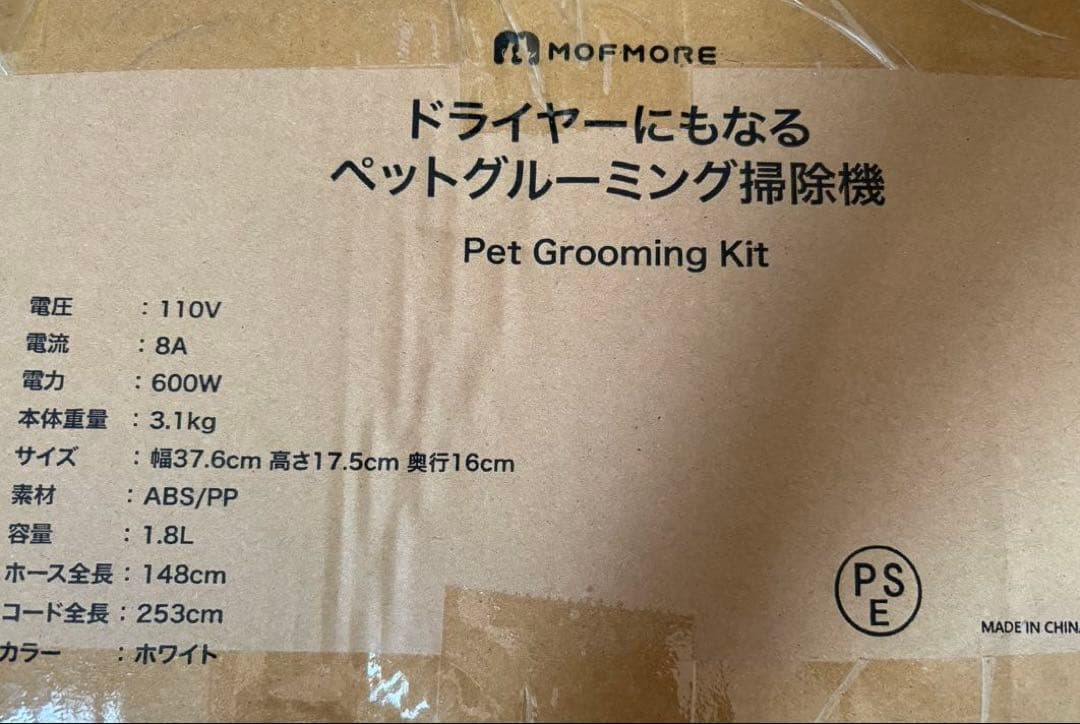 MOFMORE
ドライヤーにもなる
ペットグルーミング掃除機
Pet Grooming Kit
電圧 : 110V
電流 : 8A
電力 : 600W
本体重量 : 3.1kg
サイズ : 幅37.6cm 高さ17.5cm 奥行16cm
素材 : ABS/PP
容量 : 1.8L
ホース全長 : 148cm
コード全長 : 253cm
カラー : ホワイト
PSE
MADE IN CHINA